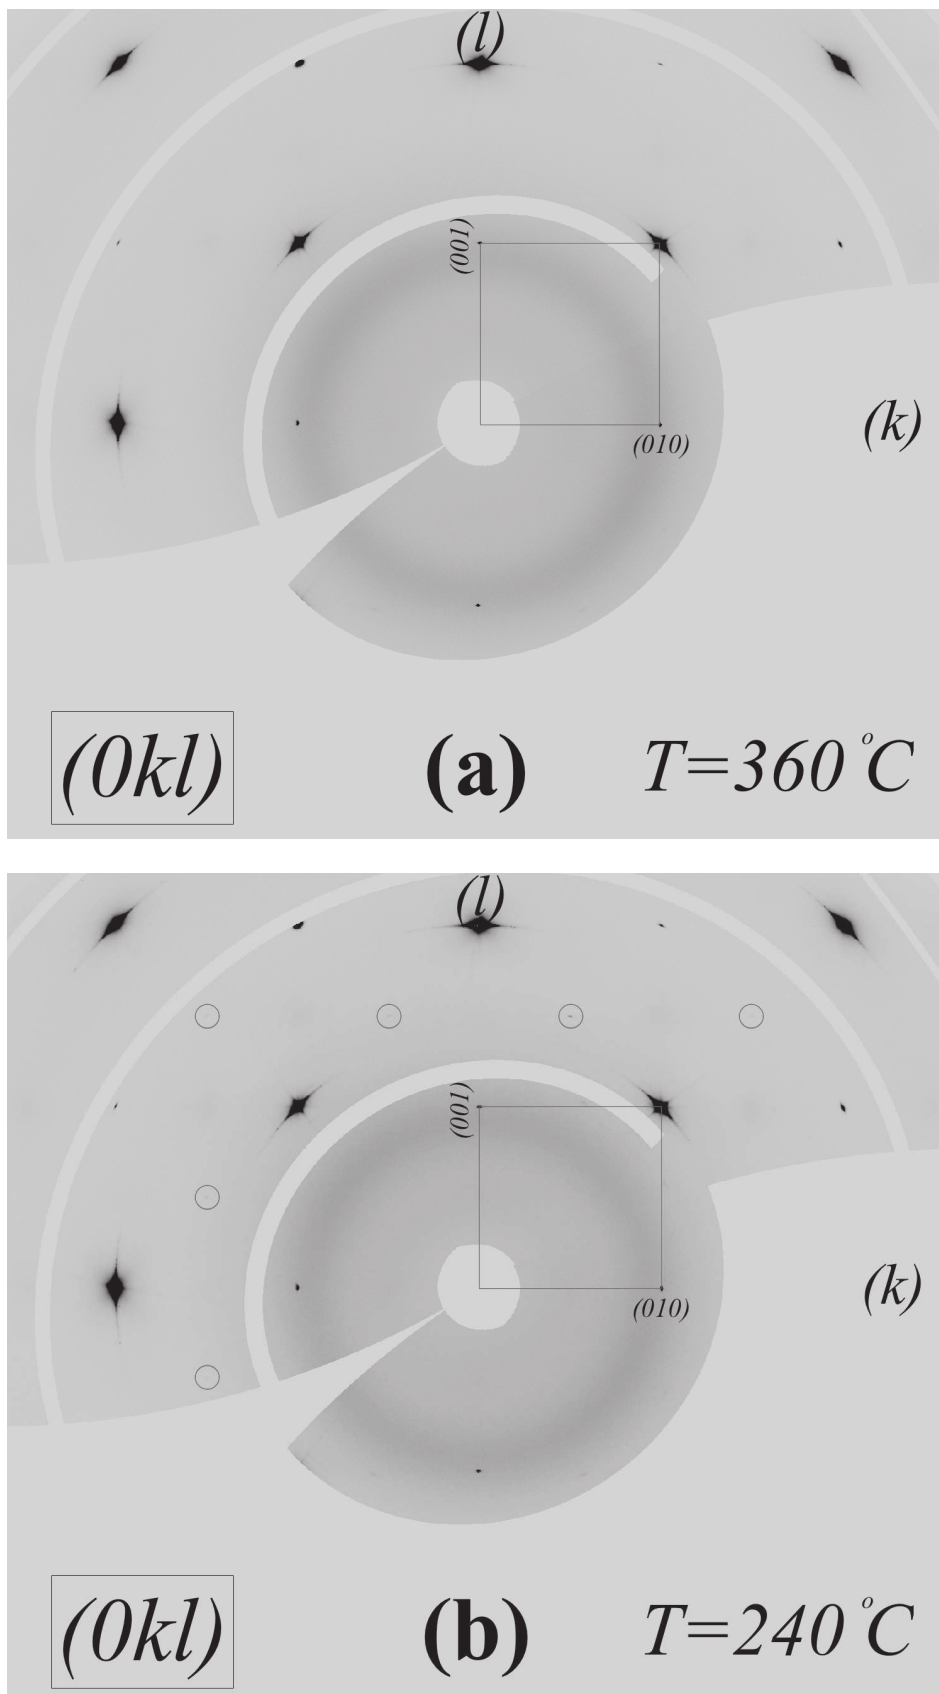 (l)
(001)
(010)
(k)
(0kl)
(a)
T=360 °C
(l)
(001)
(010)
(k)
(0kl)
(b)
T=240 °C